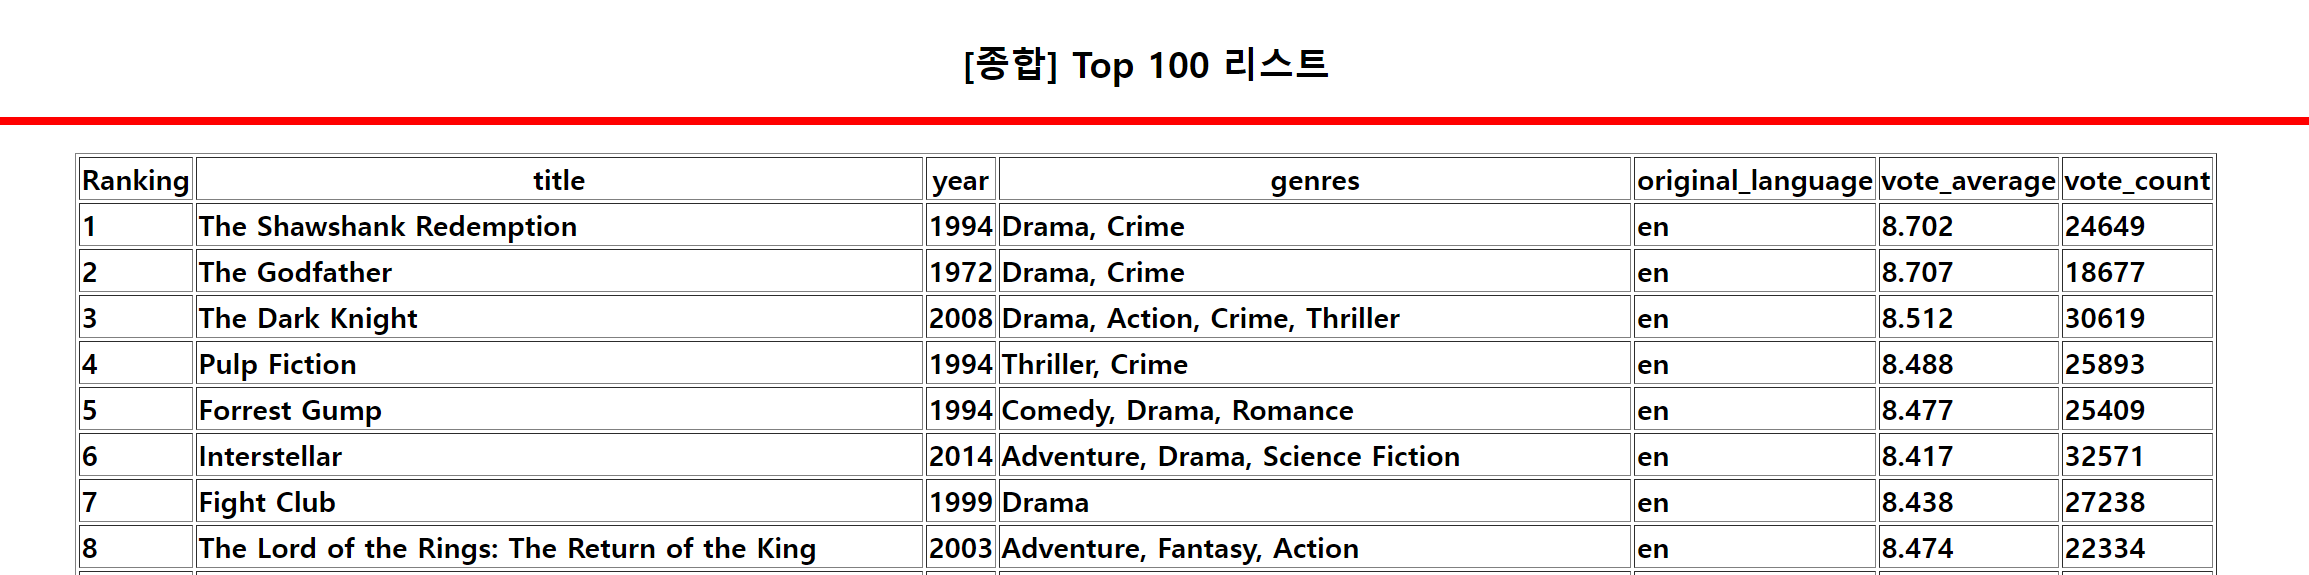 [종합] Top 100 리스트
Ranking title year genres original_language vote_average vote_count
1 The Shawshank Redemption 1994 Drama, Crime en 8.702 24649
2 The Godfather 1972 Drama, Crime en 8.707 18677
3 The Dark Knight 2008 Drama, Action, Crime, Thriller en 8.512 30619
4 Pulp Fiction 1994 Thriller, Crime en 8.488 25893
5 Forrest Gump 1994 Comedy, Drama, Romance en 8.477 25409
6 Interstellar 2014 Adventure, Drama, Science Fiction en 8.417 32571
7 Fight Club 1999 Drama en 8.438 27238
8 The Lord of the Rings: The Return of the King 2003 Adventure, Fantasy, Action en 8.474 22334